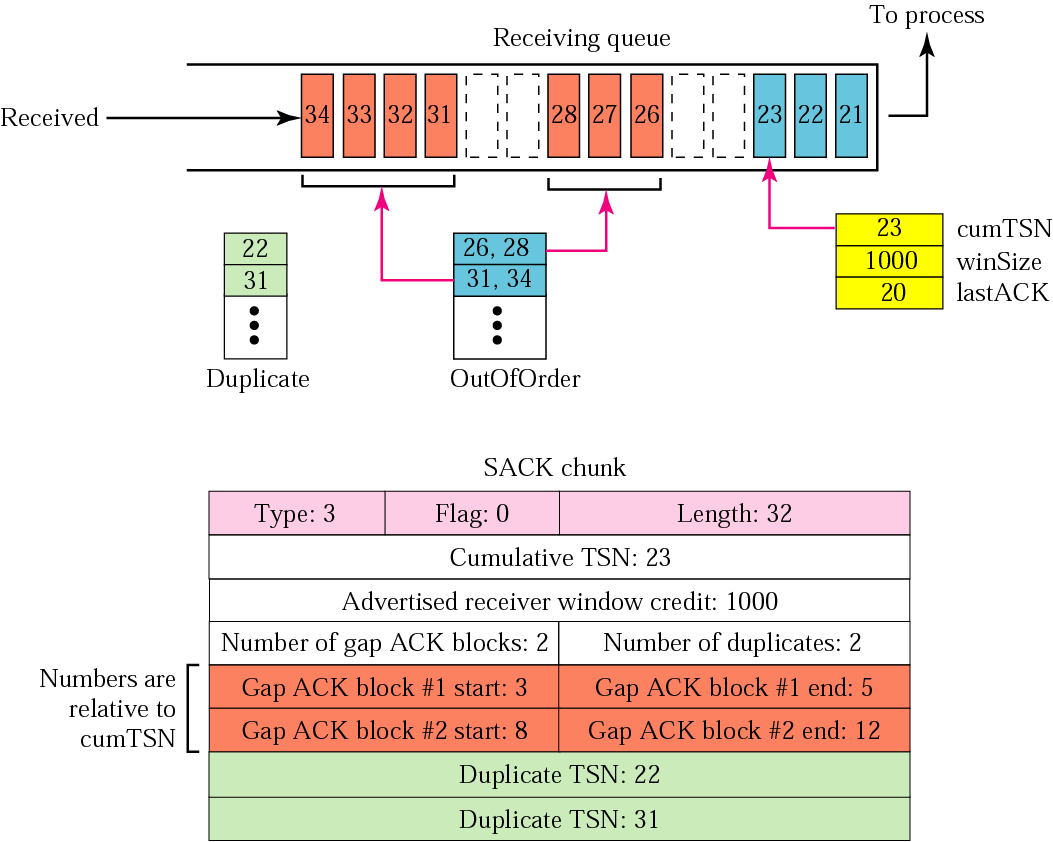 To process
Receiving queue
Received
34 33 32 31 28 27 26 23 22 21
23 cumTSN
1000 winSize
20 lastACK
22
31
Duplicate
26, 28
31, 34
OutOfOrder
SACK chunk
Type: 3 Flag: 0 Length: 32
Cumulative TSN: 23
Advertised receiver window credit: 1000
Number of gap ACK blocks: 2 Number of duplicates: 2
Numbers are
relative to
cumTSN
Gap ACK block #1 start: 3 Gap ACK block #1 end: 5
Gap ACK block #2 start: 8 Gap ACK block #2 end: 12
Duplicate TSN: 22
Duplicate TSN: 31